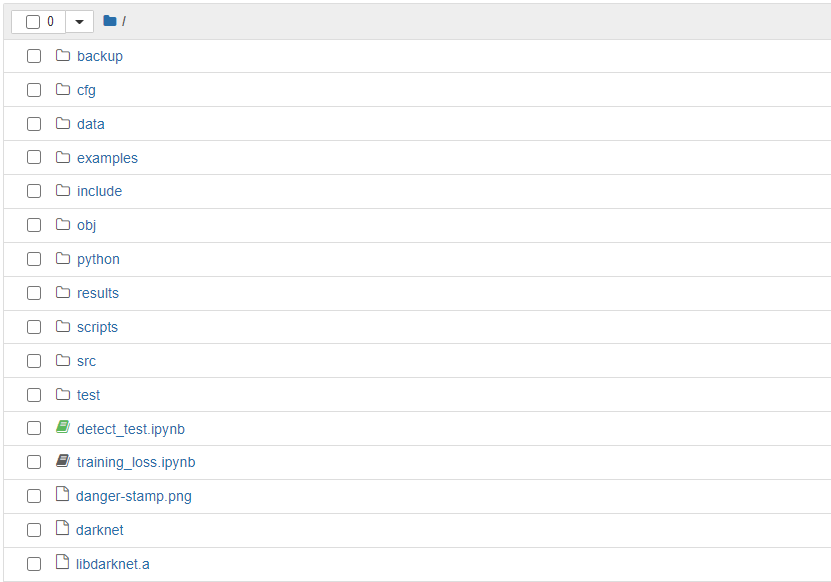 0 /
backup
cfg
data
examples
include
obj
python
results
scripts
src
test
detect_test.ipynb
training_loss.ipynb
danger-stamp.png
darknet
libdarknet.a